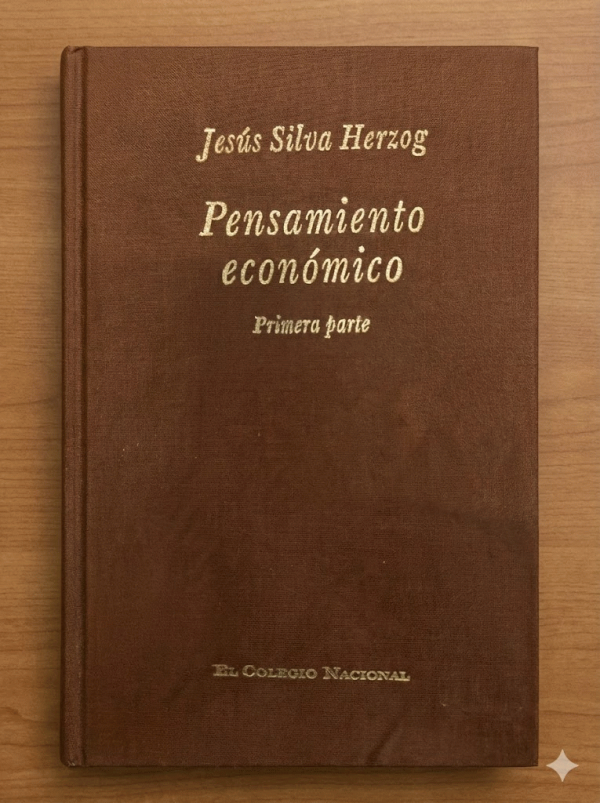 Jesús Silva Herzog
Pensamiento
económico
Primera parte
EL COLEGIO NACIONAL